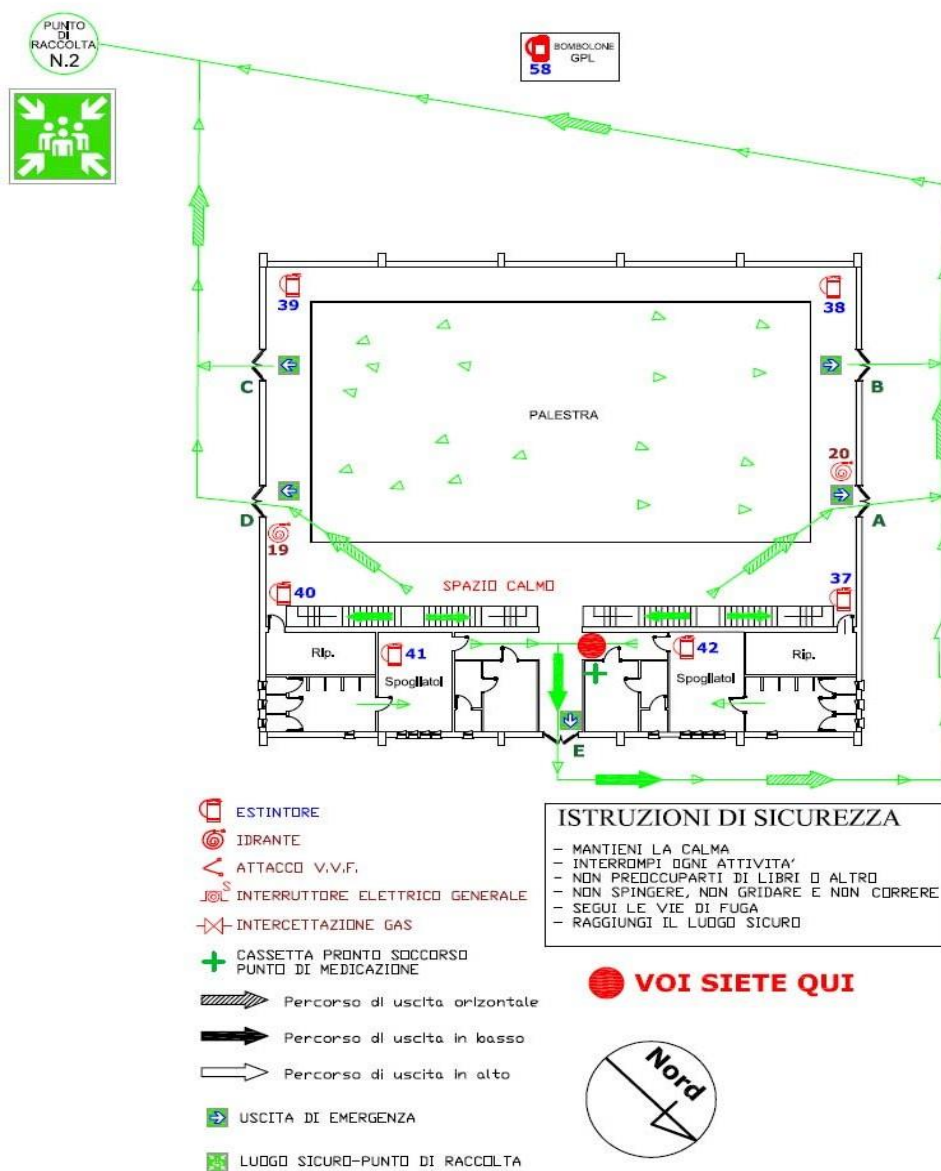 PUNTO
DI
RACCOLTA
N.2
BOMBOLONE
GPL
58
39
38
C
B
PALESTRA
20
D
A
19
40
SPAZIO CALMO
37
Rip.
41
Spogliatoi
42
Spogliatoi
Rip.
E
ESTINTORE
IDRANTE
ATTACCO V.V.F.
S
INTERRUTTORE ELETTRICO GENERALE
INTERCETTAZIONE GAS
CASSETTA PRONTO SOCCORSO
PUNTO DI MEDICAZIONE
Percorso di uscita orizontale
Percorso di uscita in basso
Percorso di uscita in alto
USCITA DI EMERGENZA
LUOGO SICURO-PUNTO DI RACCOLTA
ISTRUZIONI DI SICUREZZA
- MANTIENI LA CALMA
- INTERROMPI OGNI ATTIVITA'
- NON PREOCCUPARTI DI LIBRI O ALTRO
- NON SPINGERE, NON GRIDARE E NON CORRERE
- SEGUI LE VIE DI FUGA
- RAGGIUNGI IL LUOGO SICURO
VOI SIETE QUI
Nord